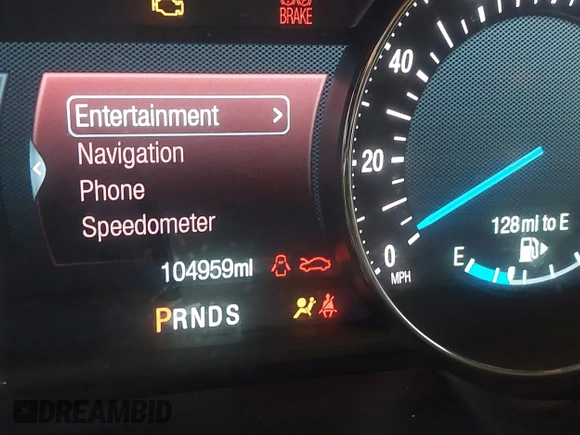 BRAKE
Entertainment >
Navigation
Phone
Speedometer
104959mi
PRNDS
40
20
0
MPH
128 mi to E
E
DREAMBID